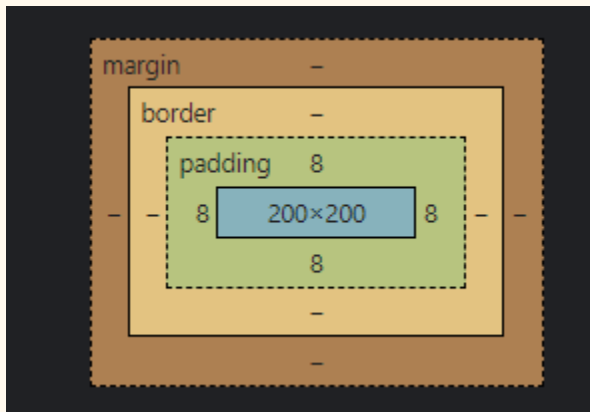 margin –
border –
padding 8
– – 8 200×200 8 – –
8
–
–